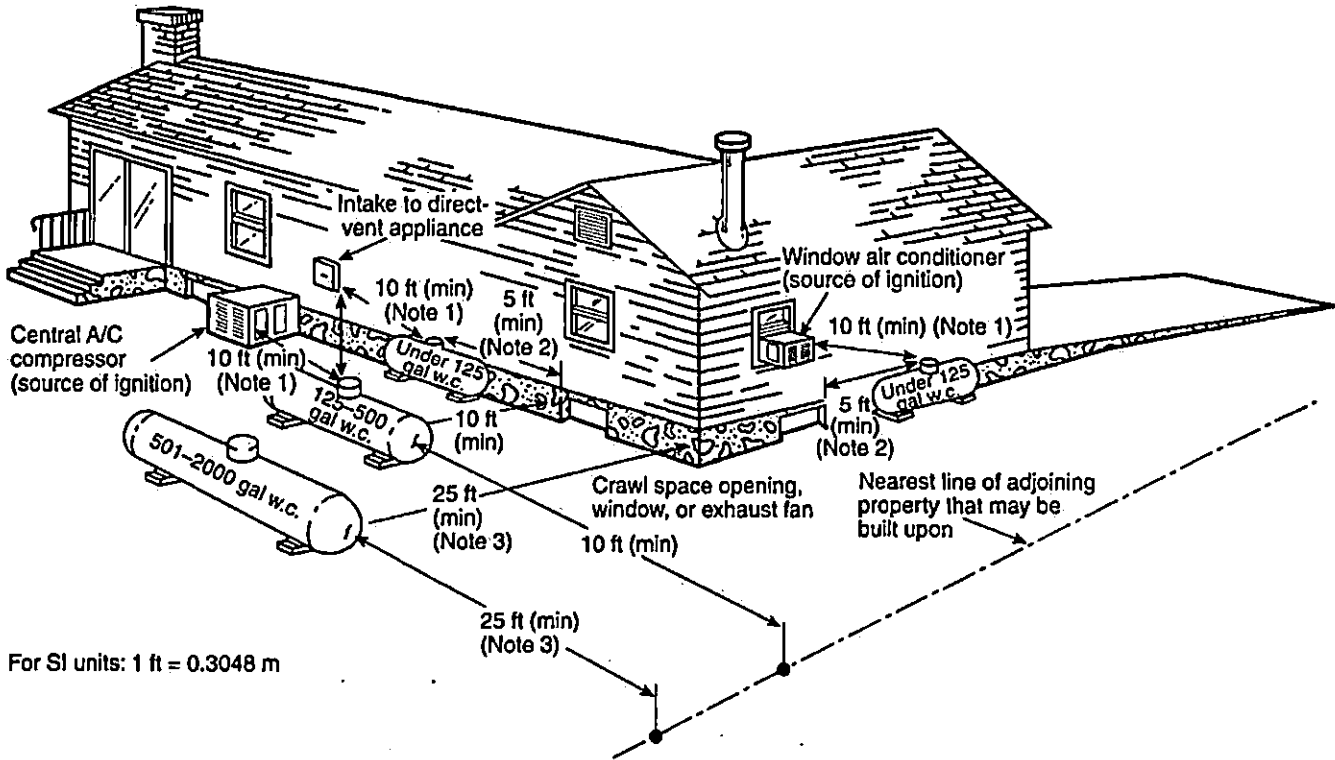 Intake to direct-
vent appliance
Window air conditioner
(source of ignition)
10 ft (min)
(Note 1)
5 ft
(min)
(Note 2)
10 ft (min) (Note 1)
Central A/C
compressor
(source of ignition)
10 ft (min)
(Note 1)
Under 125
gal w.c.
Under 125
gal w.c.
125–500
gal w.c.
10 ft
(min)
5 ft
(min)
(Note 2)
501–2000 gal w.c.
25 ft
(min)
(Note 3)
Crawl space opening,
window, or exhaust fan
Nearest line of adjoining
property that may be
built upon
10 ft (min)
25 ft (min)
(Note 3)
For SI units: 1 ft = 0.3048 m